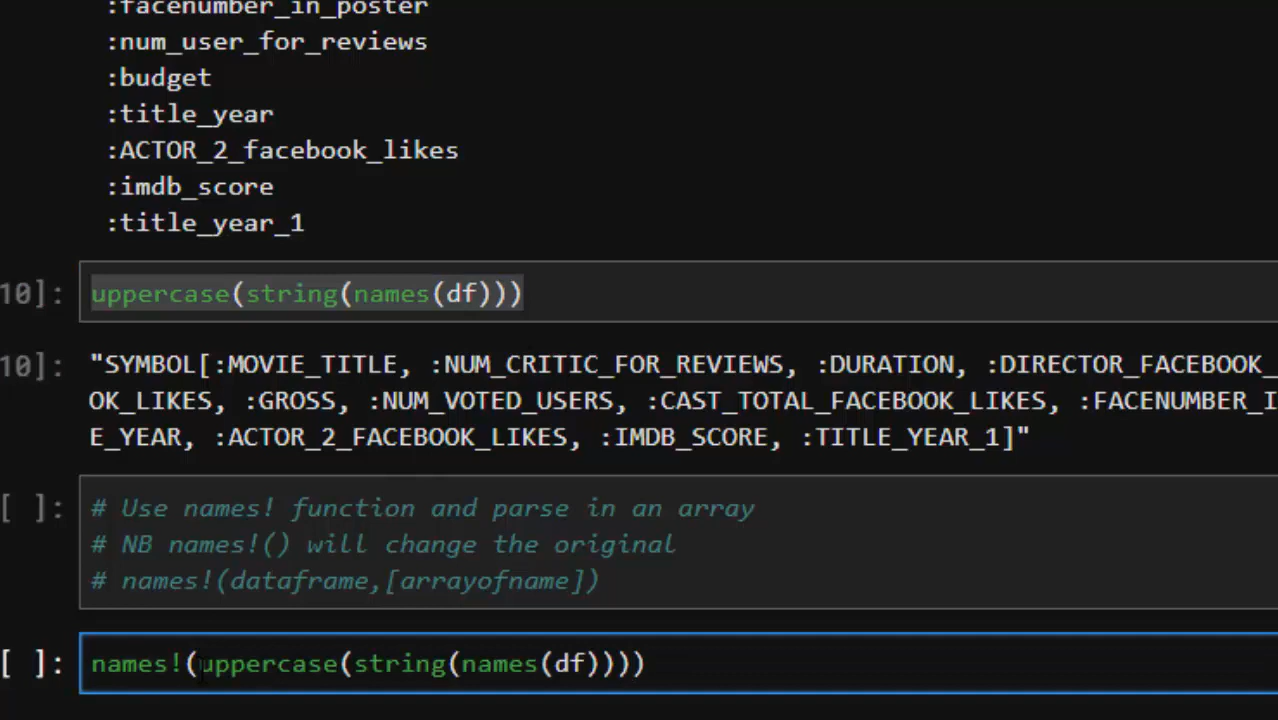 :facenumber_in_poster
:num_user_for_reviews
:budget
:title_year
:ACTOR_2_facebook_likes
:imdb_score
:title_year_1
10]: uppercase(string(names(df)))
10]: "SYMBOL[:MOVIE_TITLE, :NUM_CRITIC_FOR_REVIEWS, :DURATION, :DIRECTOR_FACEBOOK_
OK_LIKES, :GROSS, :NUM_VOTED_USERS, :CAST_TOTAL_FACEBOOK_LIKES, :FACENUMBER_I
E_YEAR, :ACTOR_2_FACEBOOK_LIKES, :IMDB_SCORE, :TITLE_YEAR_1]"
[ ]: # Use names! function and parse in an array
# NB names!() will change the original
# names!(dataframe,[arrayofname])
[ ]: names!(uppercase(string(names(df))))